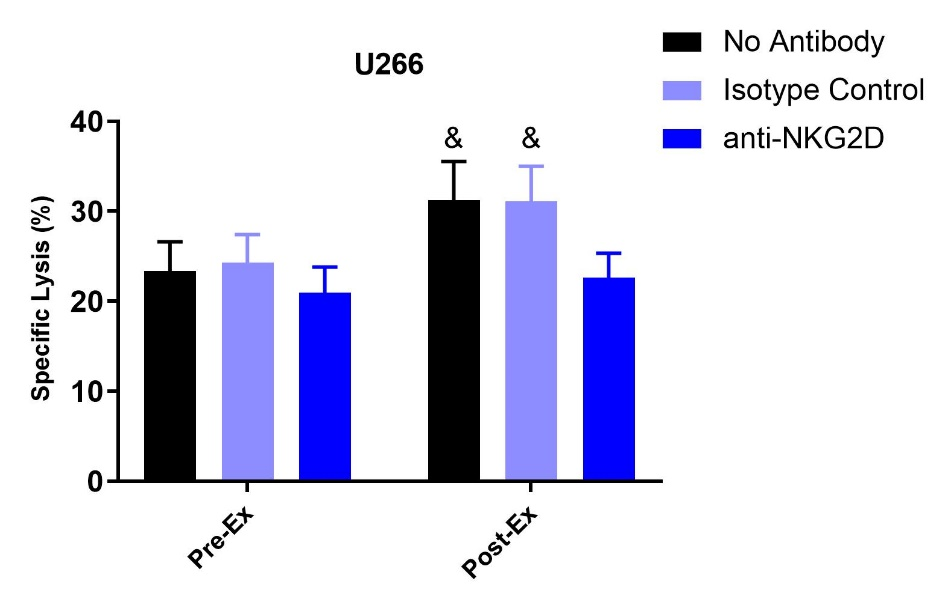 U266
No Antibody
Isotype Control
anti-NKG2D
Specific Lysis (%)
40
30
20
10
0
& &
Pre-Ex
Post-Ex